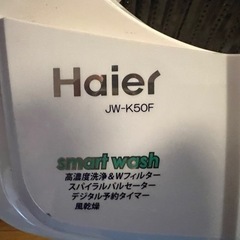 Haier
JW-K50F
smart wash
高濃度洗浄&Wフィルター
スパイラルパルセーター
デジタル予約タイマー
風乾燥